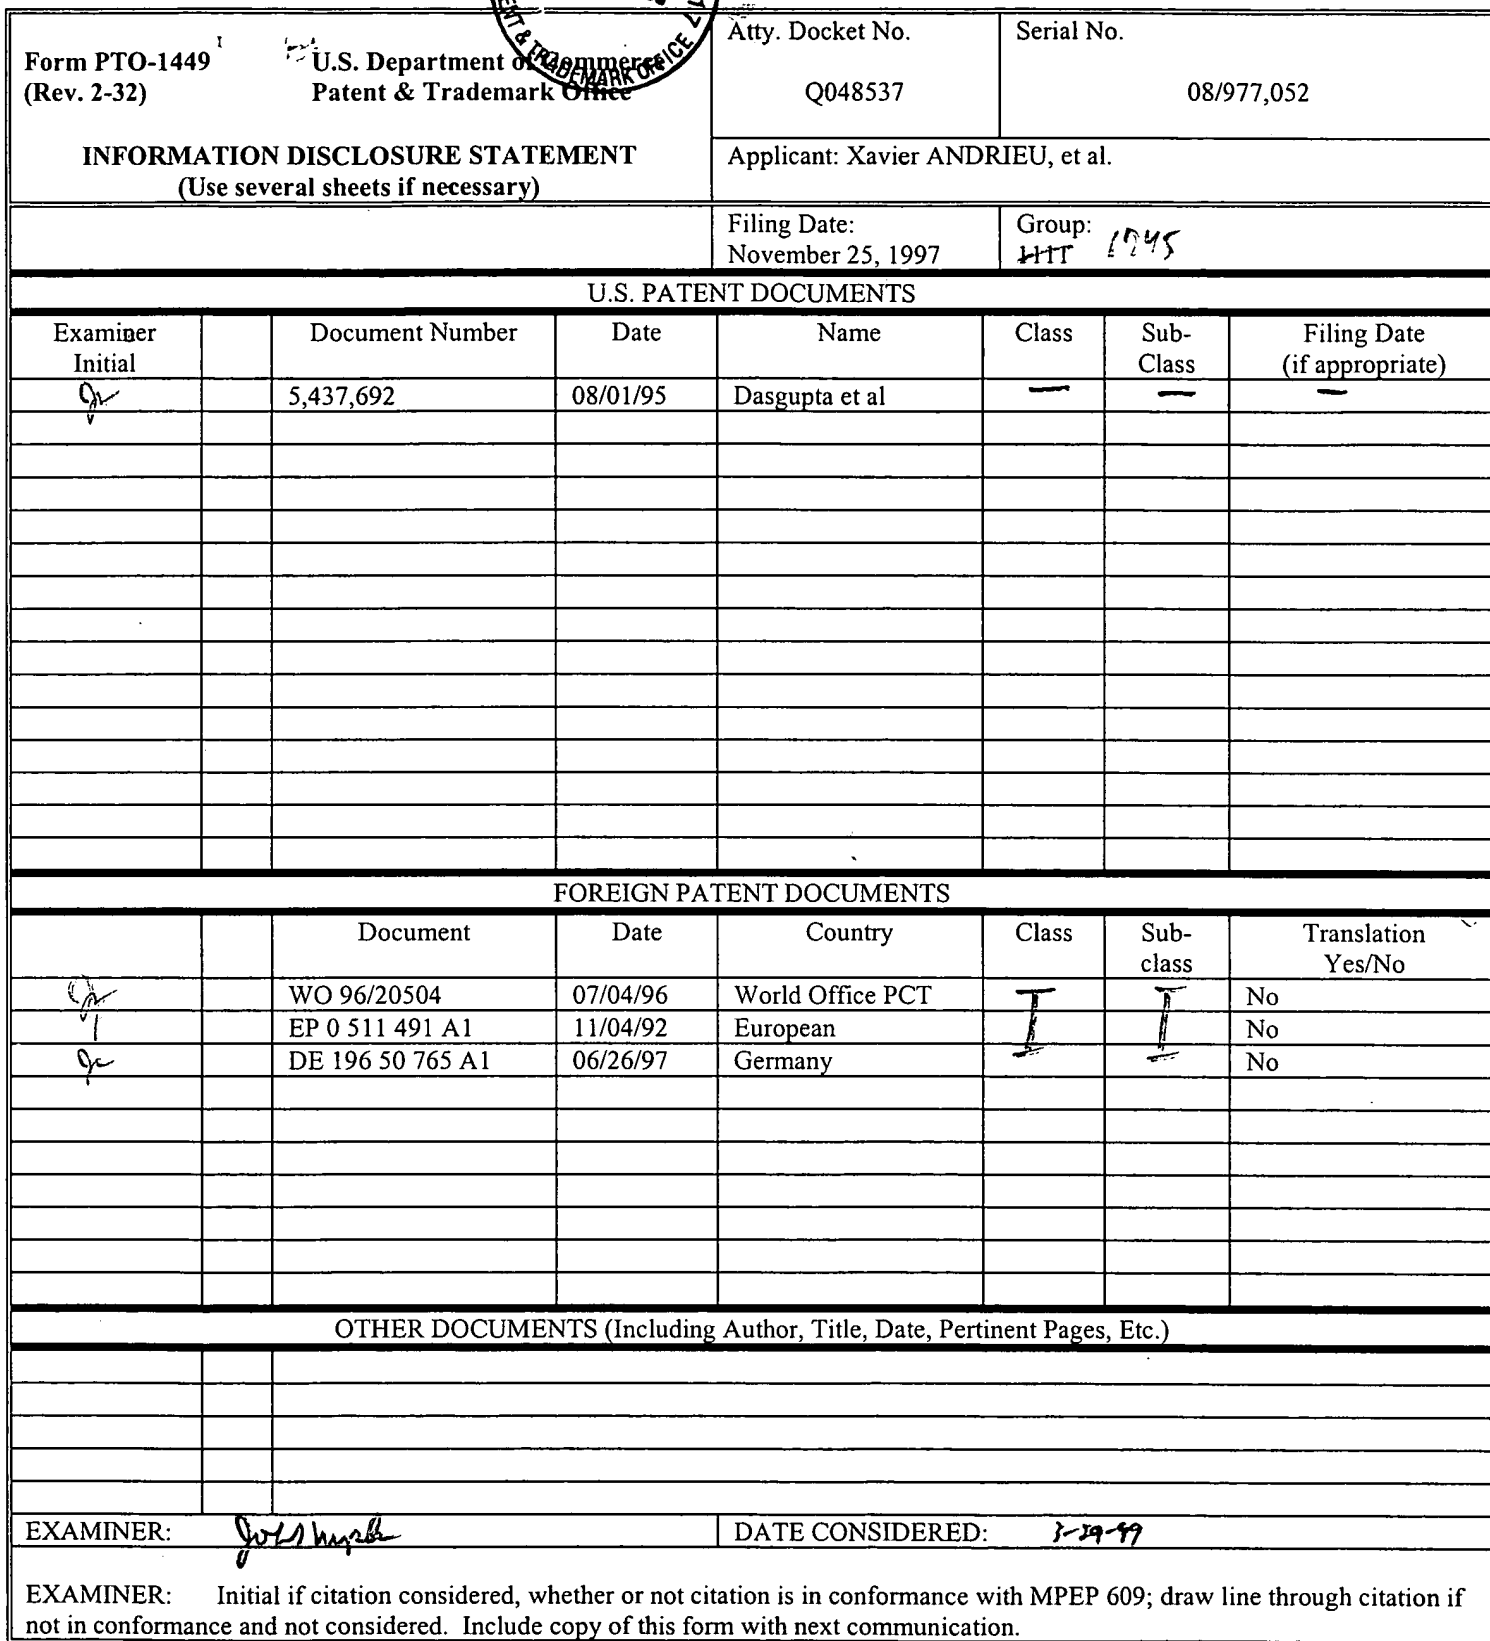 ENT & TRADEMARK OFFICE
Form PTO-1449 U.S. Department of Commerce
(Rev. 2-32) Patent & Trademark Office
INFORMATION DISCLOSURE STATEMENT
(Use several sheets if necessary)
Atty. Docket No.
Q048537
Serial No.
08/977,052
Applicant: Xavier ANDRIEU, et al.
Filing Date:
November 25, 1997
Group:
1745
U.S. PATENT DOCUMENTS
Examiner Initial Document Number Date Name Class Sub-Class Filing Date (if appropriate)
5,437,692 08/01/95 Dasgupta et al — — —
FOREIGN PATENT DOCUMENTS
Document Date Country Class Sub-class Translation Yes/No
WO 96/20504 07/04/96 World Office PCT No
EP 0 511 491 A1 11/04/92 European No
DE 196 50 765 A1 06/26/97 Germany No
OTHER DOCUMENTS (Including Author, Title, Date, Pertinent Pages, Etc.)
EXAMINER: DATE CONSIDERED: 3-29-99
EXAMINER: Initial if citation considered, whether or not citation is in conformance with MPEP 609; draw line through citation if
not in conformance and not considered. Include copy of this form with next communication.